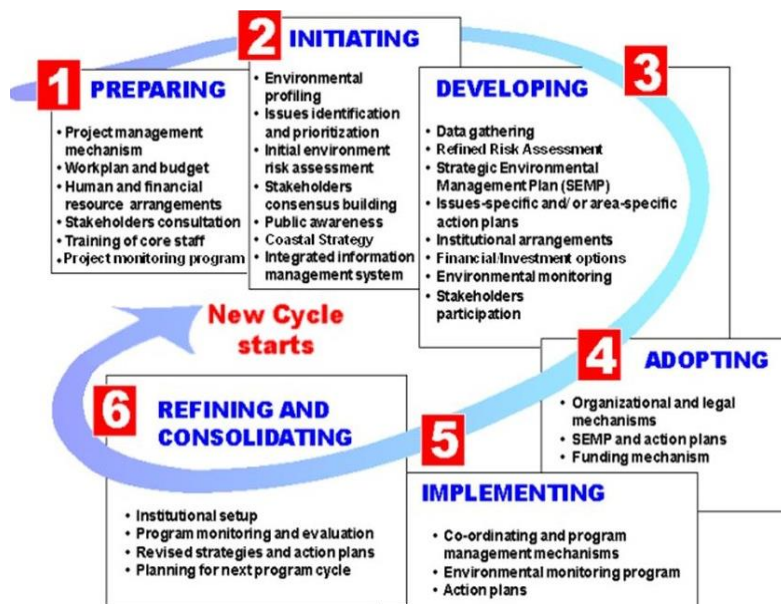 1
PREPARING
• Project management
mechanism
• Workplan and budget
• Human and financial
resource arrangements
• Stakeholders consultation
• Training of core staff
• Project monitoring program
2
INITIATING
• Environmental
profiling
• Issues identification
and prioritization
• Initial environment
risk assessment
• Stakeholders
consensus building
• Public awareness
• Coastal Strategy
• Integrated information
management system
3
DEVELOPING
• Data gathering
• Refined Risk Assessment
• Strategic Environmental
Management Plan (SEMP)
• Issues-specific and/ or area-specific
action plans
• Institutional arrangements
• Financial/Investment options
• Environmental monitoring
• Stakeholders
participation
4
ADOPTING
• Organizational and legal
mechanisms
• SEMP and action plans
• Funding mechanism
5
IMPLEMENTING
• Co-ordinating and program
management mechanisms
• Environmental monitoring program
• Action plans
6
REFINING AND
CONSOLIDATING
• Institutional setup
• Program monitoring and evaluation
• Revised strategies and action plans
• Planning for next program cycle
New Cycle
starts